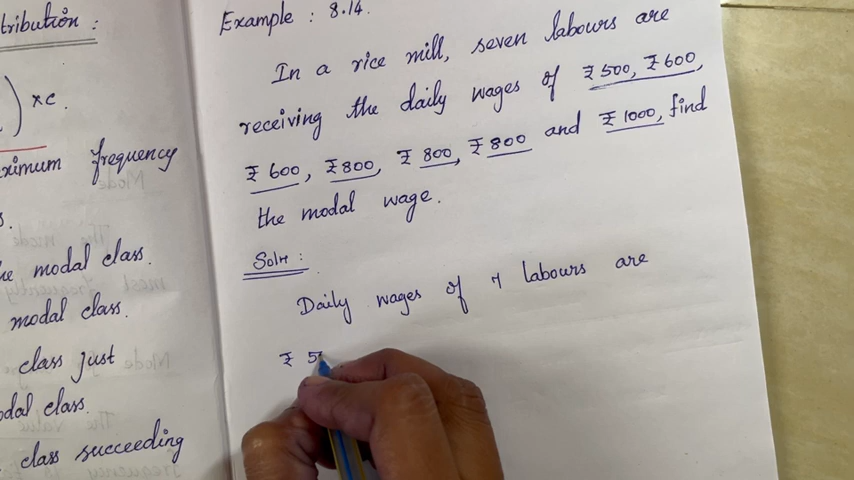 tribution :
) xc.
ximum frequency
s.
he modal class.
modal class.
class just
odal class.
class succeeding
Example : 8.14.
In a rice mill, seven labours are
receiving the daily wages of ₹500, ₹600,
₹600, ₹800, ₹800, ₹800 and ₹1000, find
the modal wage.
Soln :
Daily wages of 7 labours are
₹ 5